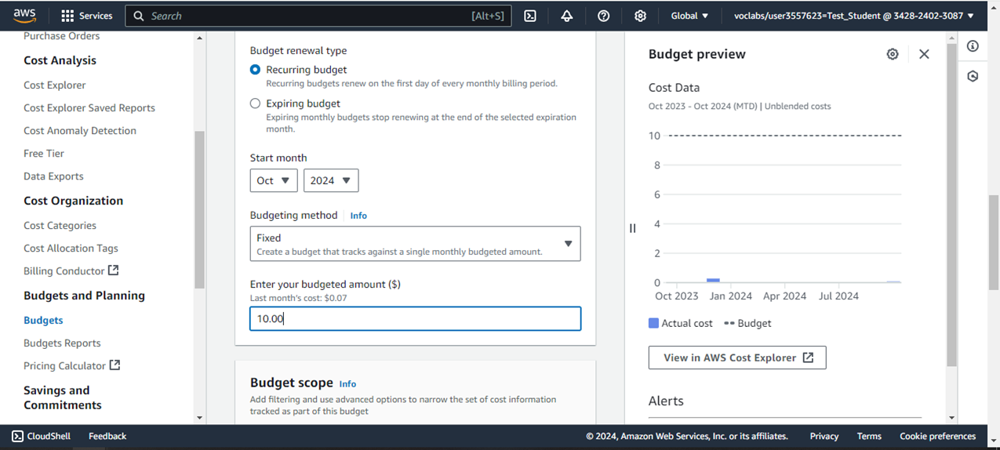 aws
Services
Search
[Alt+S]
Global
voclabs/user3557623=Test_Student @ 3428-2402-3087
Purchase Orders
Cost Analysis
Cost Explorer
Cost Explorer Saved Reports
Cost Anomaly Detection
Free Tier
Data Exports
Cost Organization
Cost Categories
Cost Allocation Tags
Billing Conductor
Budgets and Planning
Budgets
Budgets Reports
Pricing Calculator
Savings and
Commitments
Budget renewal type
Recurring budget
Recurring budgets renew on the first day of every monthly billing period.
Expiring budget
Expiring monthly budgets stop renewing at the end of the selected expiration
month.
Start month
Oct
2024
Budgeting method
Info
Fixed
Create a budget that tracks against a single monthly budgeted amount.
Enter your budgeted amount ($)
Last month's cost: $0.07
10.00
Budget scope Info
Add filtering and use advanced options to narrow the set of cost information
tracked as part of this budget
Budget preview
Cost Data
Oct 2023 - Oct 2024 (MTD) | Unblended costs
10
8
6
4
2
0
Oct 2023 Jan 2024 Apr 2024 Jul 2024
Actual cost
Budget
View in AWS Cost Explorer
Alerts
CloudShell
Feedback
© 2024, Amazon Web Services, Inc. or its affiliates.
Privacy
Terms
Cookie preferences